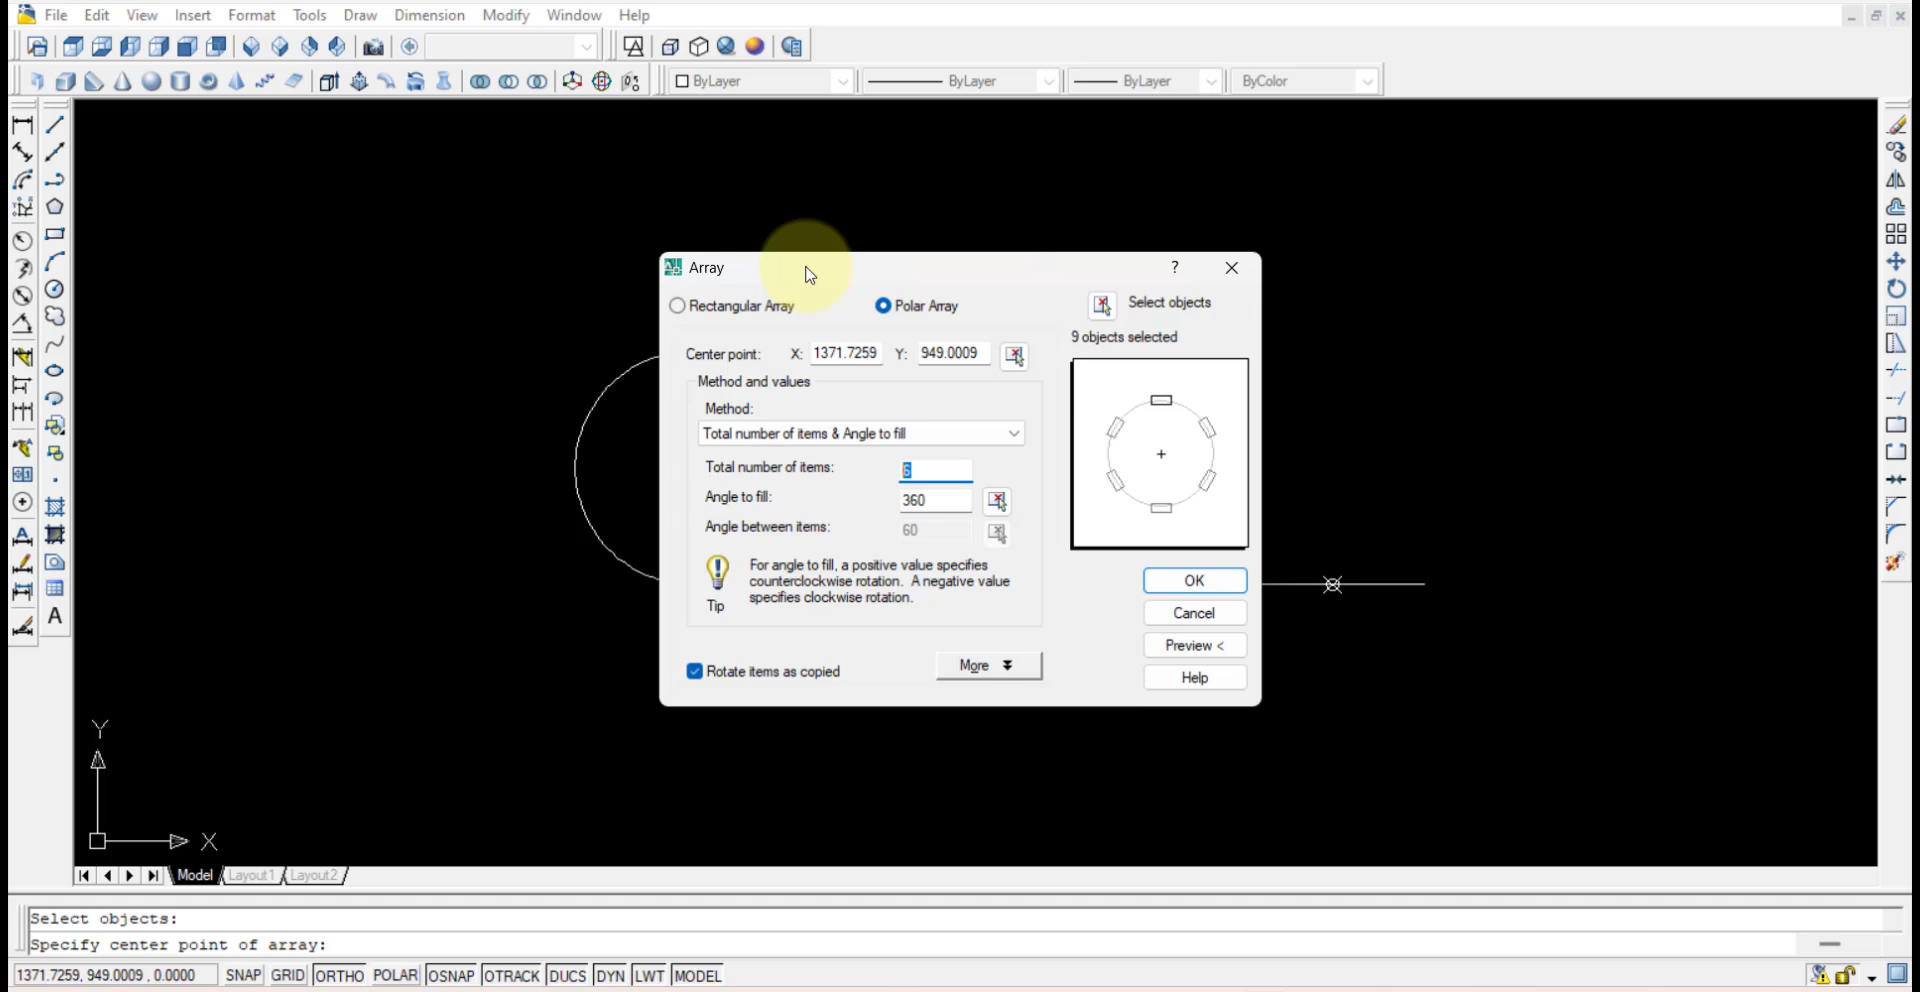 File Edit View Insert Format Tools Draw Dimension Modify Window Help
ByLayer ByLayer ByLayer ByColor
Array ?
Rectangular Array Polar Array Select objects
9 objects selected
Center point: X: 1371.7259 Y: 949.0009
Method and values
Method:
Total number of items & Angle to fill
Total number of items: 6
Angle to fill: 360
Angle between items: 60
For angle to fill, a positive value specifies
counterclockwise rotation. A negative value
specifies clockwise rotation.
Tip
OK
Cancel
Preview <
Rotate items as copied More
Help
Y
X
Model Layout1 Layout2
Select objects:
Specify center point of array:
1371.7259, 949.0009 , 0.0000 SNAP GRID ORTHO POLAR OSNAP OTRACK DUCS DYN LWT MODEL
A